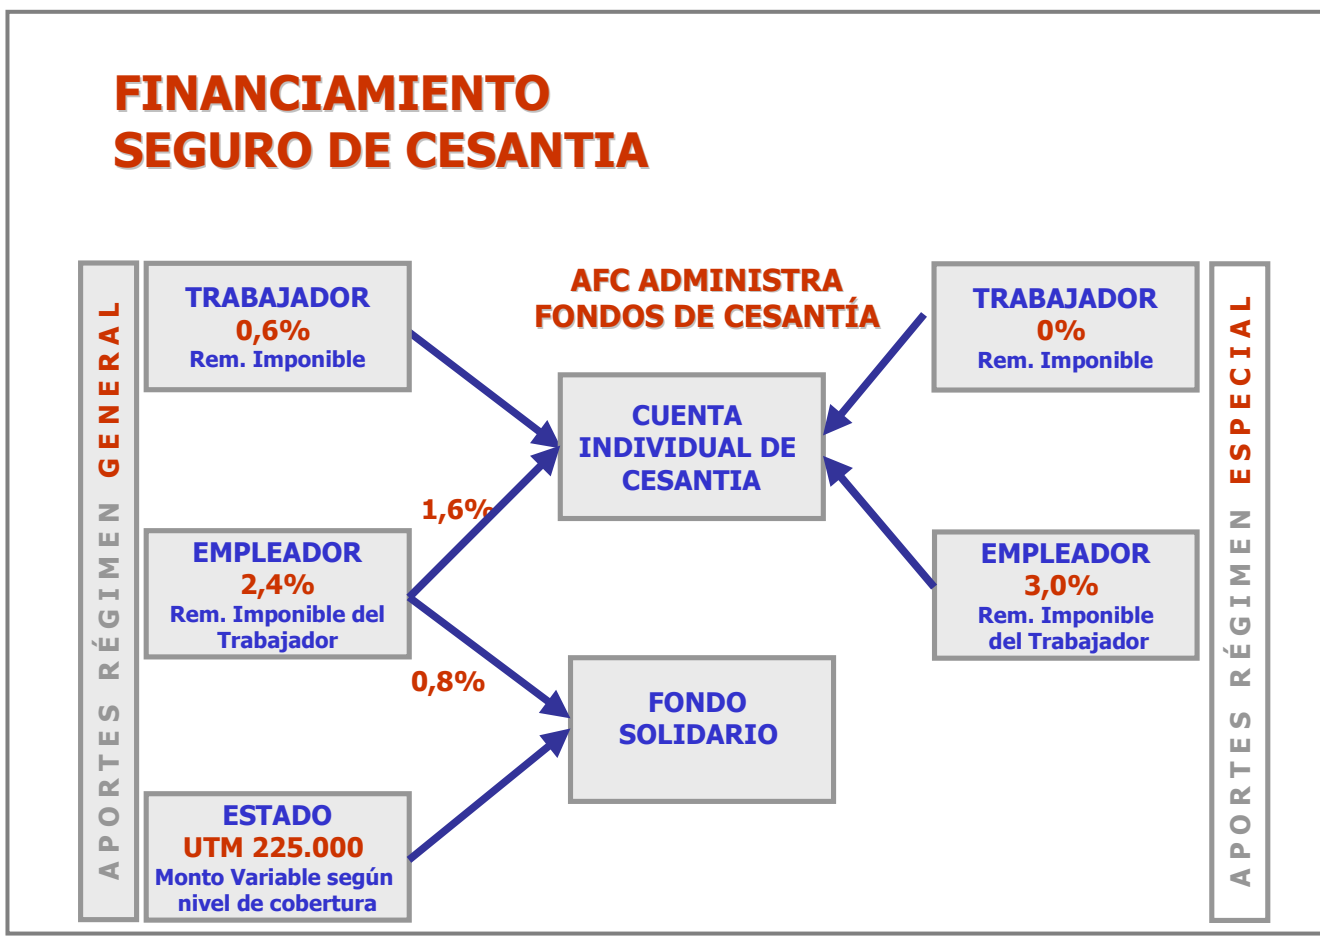 FINANCIAMIENTO
SEGURO DE CESANTIA
APORTES RÉGIMEN GENERAL
TRABAJADOR
0,6%
Rem. Imponible
EMPLEADOR
2,4%
Rem. Imponible del
Trabajador
ESTADO
UTM 225.000
Monto Variable según
nivel de cobertura
1,6%
0,8%
AFC ADMINISTRA
FONDOS DE CESANTÍA
CUENTA
INDIVIDUAL DE
CESANTIA
FONDO
SOLIDARIO
TRABAJADOR
0%
Rem. Imponible
EMPLEADOR
3,0%
Rem. Imponible
del Trabajador
APORTES RÉGIMEN ESPECIAL